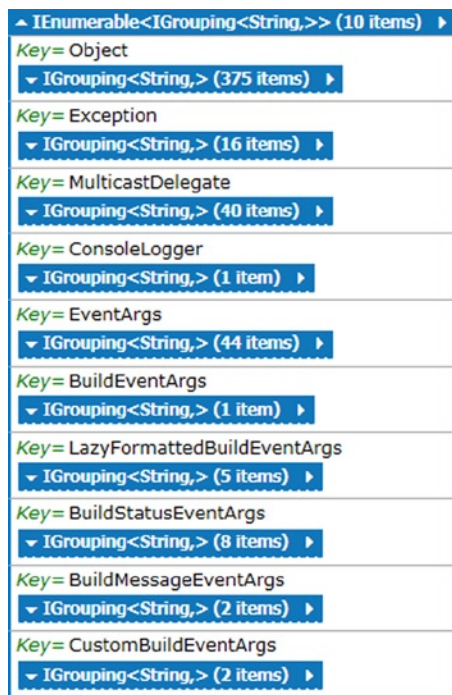 IEnumerable<IGrouping<String,>> (10 items)
Key= Object
IGrouping<String,> (375 items)
Key= Exception
IGrouping<String,> (16 items)
Key= MulticastDelegate
IGrouping<String,> (40 items)
Key= ConsoleLogger
IGrouping<String,> (1 item)
Key= EventArgs
IGrouping<String,> (44 items)
Key= BuildEventArgs
IGrouping<String,> (1 item)
Key= LazyFormattedBuildEventArgs
IGrouping<String,> (5 items)
Key= BuildStatusEventArgs
IGrouping<String,> (8 items)
Key= BuildMessageEventArgs
IGrouping<String,> (2 items)
Key= CustomBuildEventArgs
IGrouping<String,> (2 items)